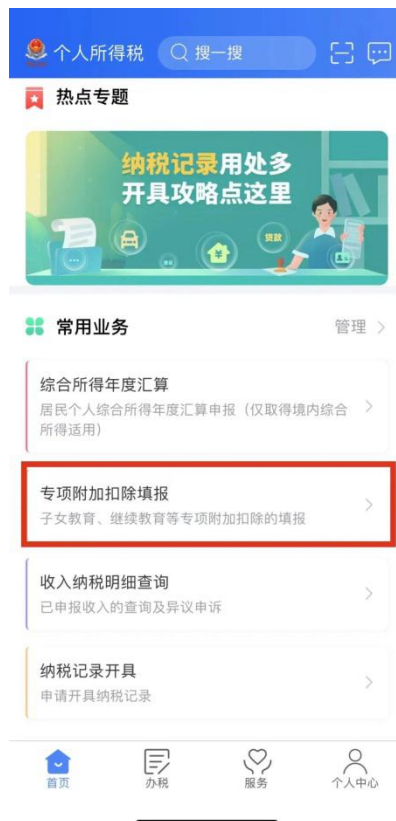 个人所得税
搜一搜
热点专题
纳税记录用处多
开具攻略点这里
贷款
常用业务
管理 >
综合所得年度汇算
居民个人综合所得年度汇算申报（仅取得境内综合
所得适用）
专项附加扣除填报
子女教育、继续教育等专项附加扣除的填报
收入纳税明细查询
已申报收入的查询及异议申诉
纳税记录开具
申请开具纳税记录
首页
办税
服务
个人中心